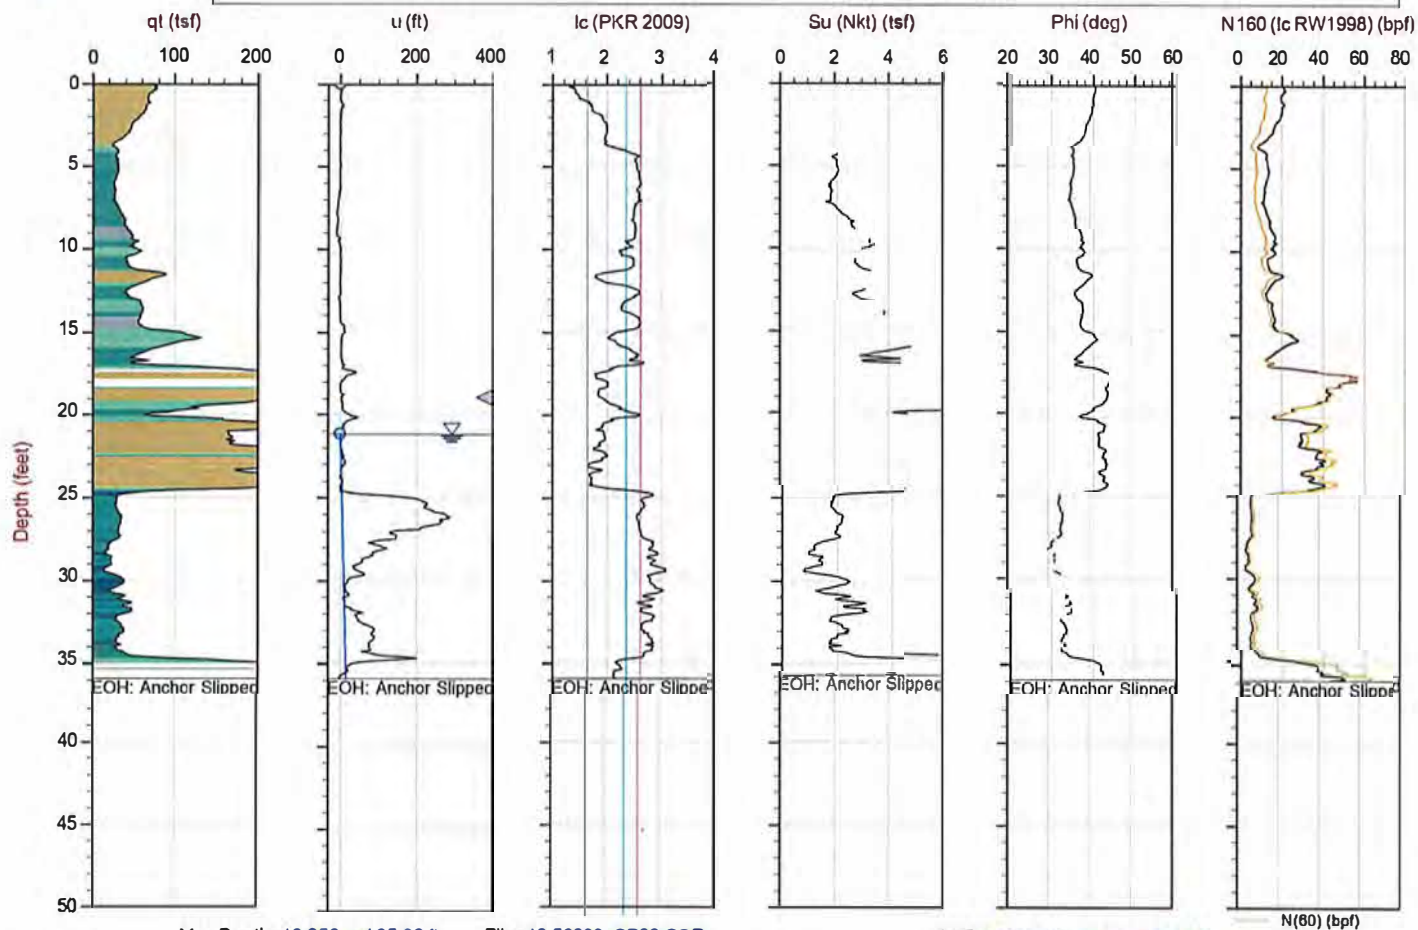 qt (tsf) u (ft) Ic (PKR 2009) Su (Nkt) (tsf) Phi (deg) N160 (Ic RW1998) (bpf)
0 100 200 0 200 400 1 2 3 4 0 2 4 6 20 30 40 50 60 0 20 40 60 80
0
5
10
15
20
25
30
35
40
45
50
Depth (feet)
EOH: Anchor Slipped EOH: Anchor Slipped EOH: Anchor Slippe EOH: Anchor Slipped EOH: Anchor Slipped EOH: Anchor Slippe
N(60) (bpf)